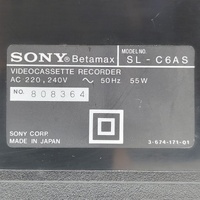 SONY® Betamax MODEL NO. SL-C6AS
VIDEOCASSETTE RECORDER
AC 220, 240V ~ 50Hz 55W
NO. 808364
SONY CORP.
MADE IN JAPAN 3-674-171-01